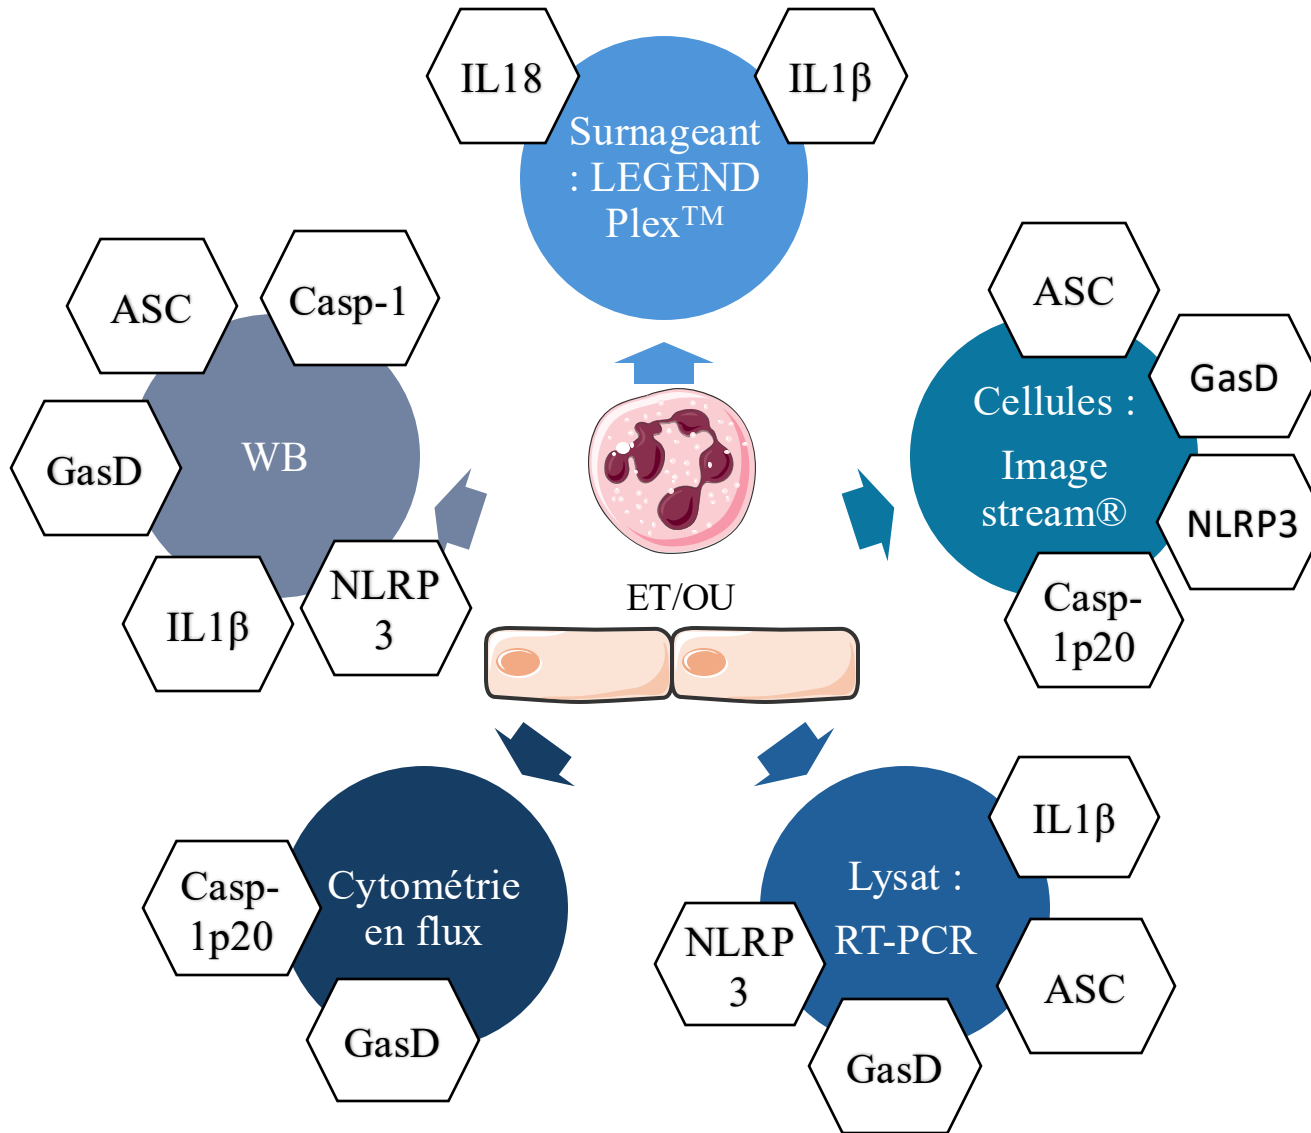 IL18
IL1β
Surnageant
: LEGEND
Plex™
ASC
Casp-1
GasD
WB
IL1β
NLRP
3
ASC
GasD
Cellules :
Image
stream®
NLRP3
Casp-
1p20
ET/OU
Casp-
1p20
Cytométrie
en flux
GasD
IL1β
Lysat :
RT-PCR
NLRP
3
ASC
GasD